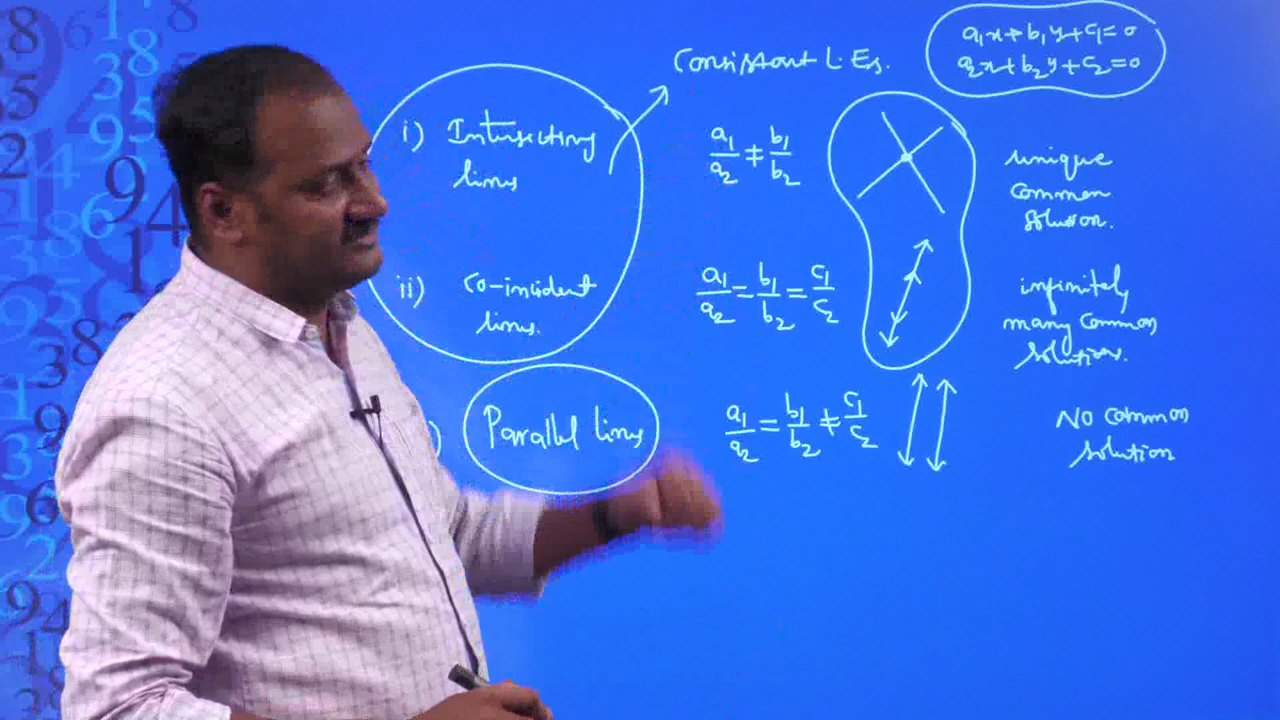 Consistant L.Es.
a₁x+b₁y+c₁=0
a₂x+b₂y+c₂=0
i) Intersecting
lines
a₁/a₂ ≠ b₁/b₂
unique
common
solution.
ii) Co-incident
lines.
a₁/a₂ = b₁/b₂ = c₁/c₂
infinitely
many common
solutions.
) Parallel lines
a₁/a₂ = b₁/b₂ ≠ c₁/c₂
No common
solution